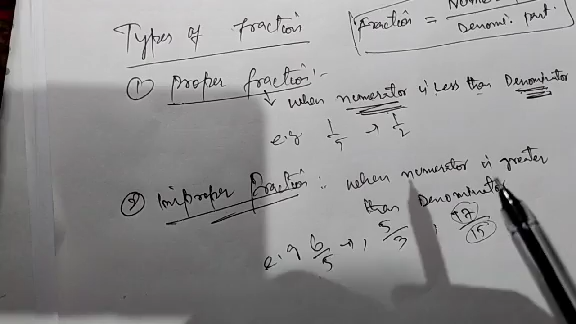 Types of Fraction
Fraction = Nume
Denomi. part.
① Proper fraction :-
↓ when numerator is less than Denominator
e.g 1/5 → 1/2
② Improper Fraction :- when numerator is greater
than Denominator
e.g 6/5 → , 5/3 , 17/15